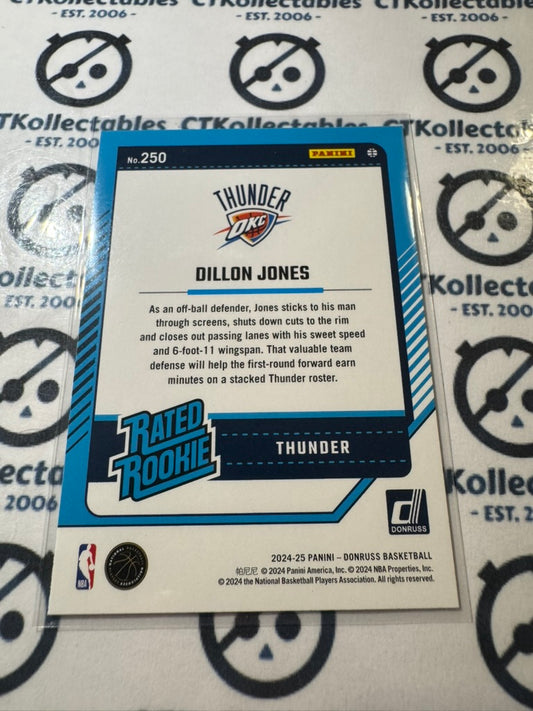 CTKollectables
- EST. 2006 -
No. 250
PANINI
THUNDER
OKC
DILLON JONES
As an off-ball defender, Jones sticks to his man
through screens, shuts down cuts to the rim
and closes out passing lanes with his sweet speed
and 6-foot-11 wingspan. That valuable team
defense will help the first-round forward earn
minutes on a stacked Thunder roster.
RATED
ROOKIE
THUNDER
DONRUSS
NBA
2024-25 PANINI – DONRUSS BASKETBALL
帕尼尼 © 2024 Panini America, Inc. © 2024 NBA Properties, Inc.
© 2024 the National Basketball Players Association. All rights reserved.